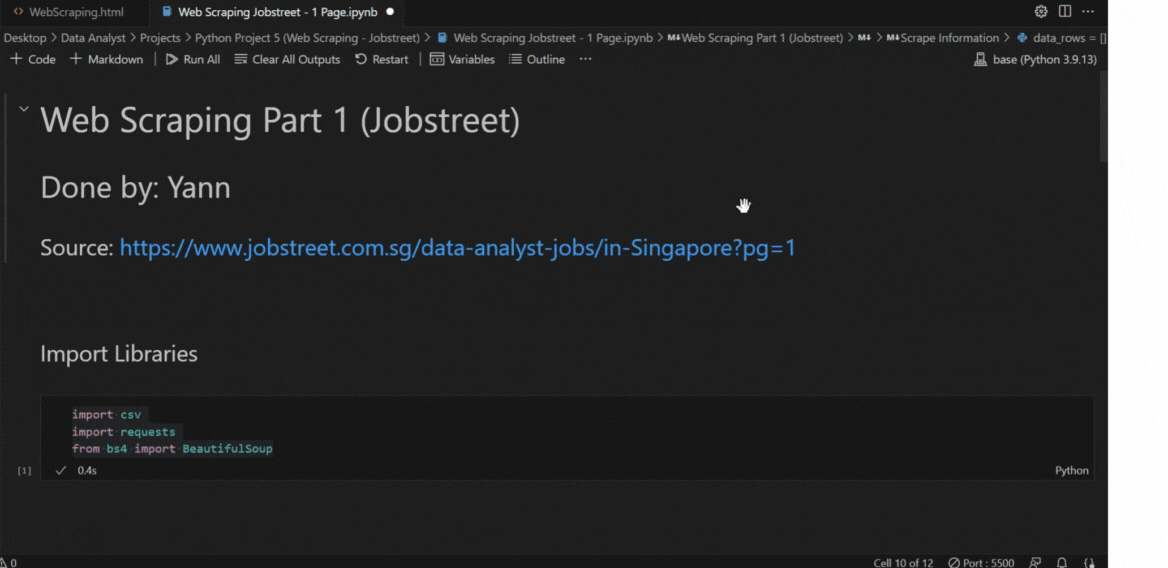 WebScraping.html Web Scraping Jobstreet - 1 Page.ipynb
Desktop > Data Analyst > Projects > Python Project 5 (Web Scraping - Jobstreet) > Web Scraping Jobstreet - 1 Page.ipynb > M↓Web Scraping Part 1 (Jobstreet) > M↓ > M↓Scrape Information > data_rows = []
+ Code + Markdown | Run All Clear All Outputs Restart | Variables Outline ··· base (Python 3.9.13)
Web Scraping Part 1 (Jobstreet)
Done by: Yann
Source: https://www.jobstreet.com.sg/data-analyst-jobs/in-Singapore?pg=1
Import Libraries
import csv
import requests
from bs4 import BeautifulSoup
[1] ✓ 0.4s Python
0 Cell 10 of 12 Port : 5500